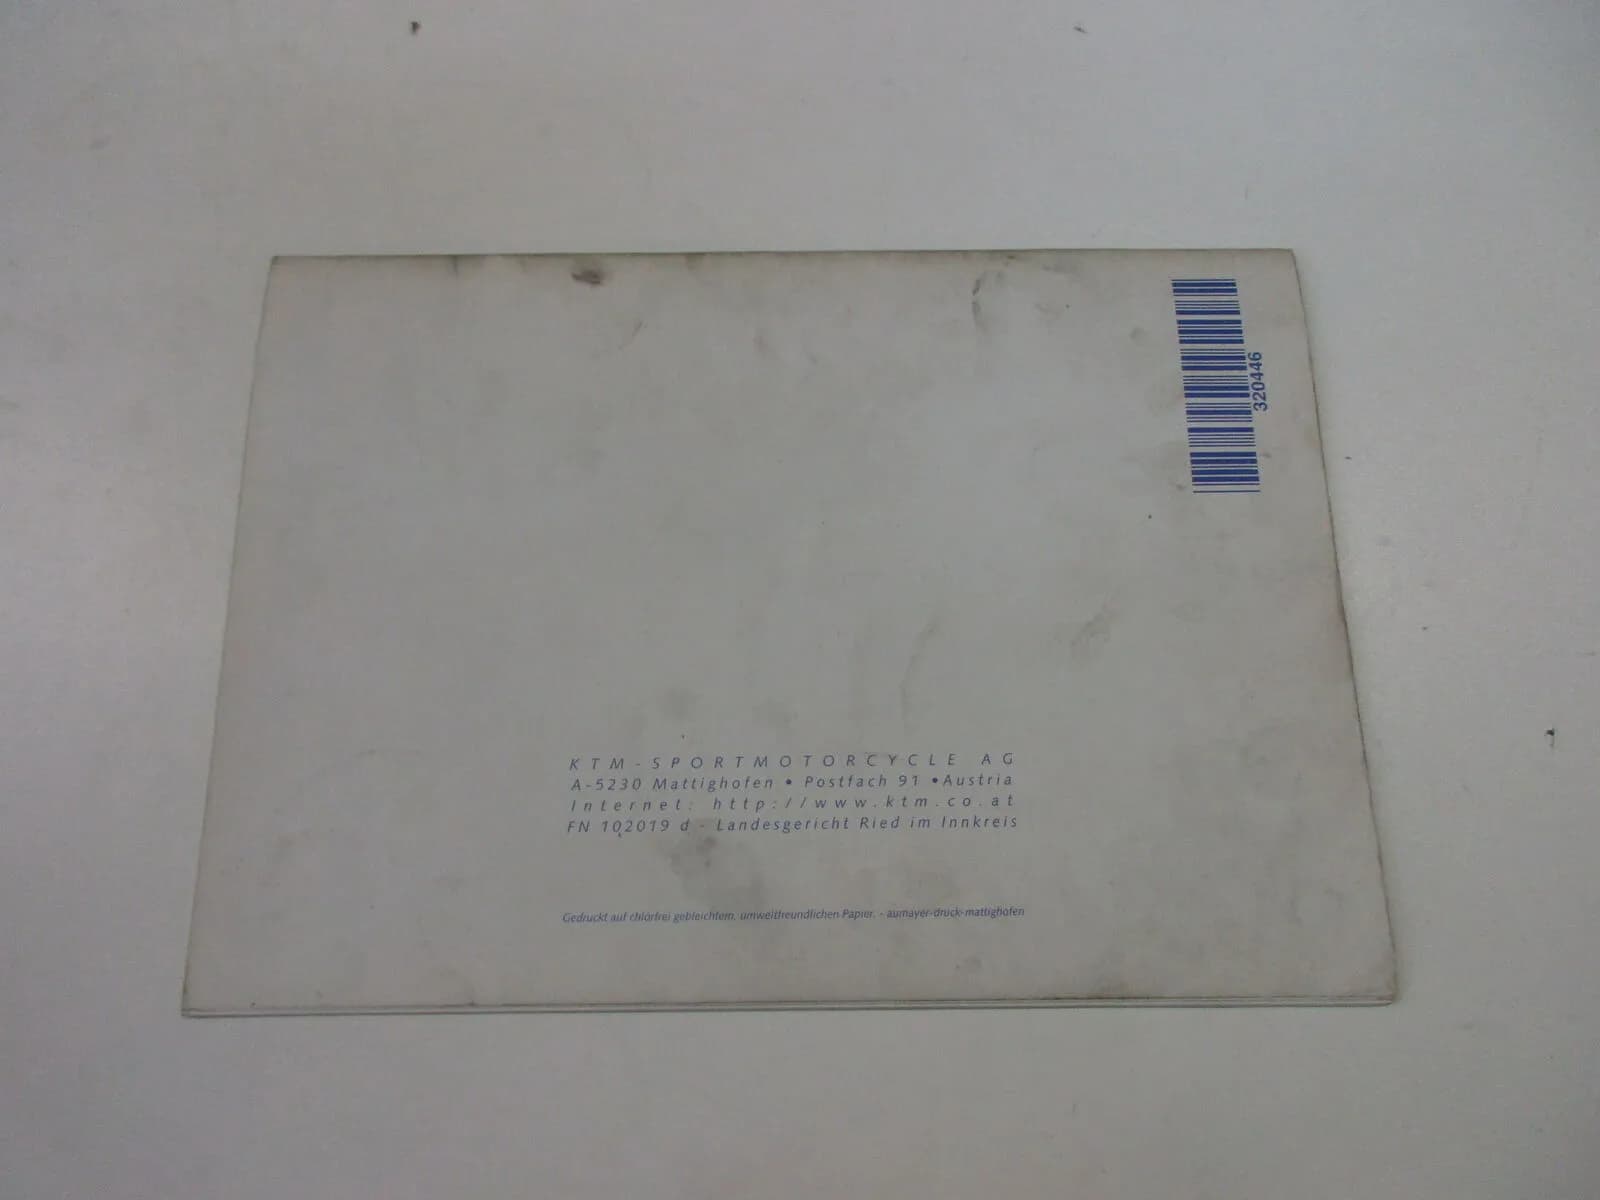 320446
KTM-SPORTMOTORCYCLE AG
A-5230 Mattighofen • Postfach 91 •Austria
Internet: http://www.ktm.co.at
FN 102019 d - Landesgericht Ried im Innkreis
Gedruckt auf chlorfrei gebleichtem, umweltfreundlichen Papier. - aumayer-druck-mattighofen